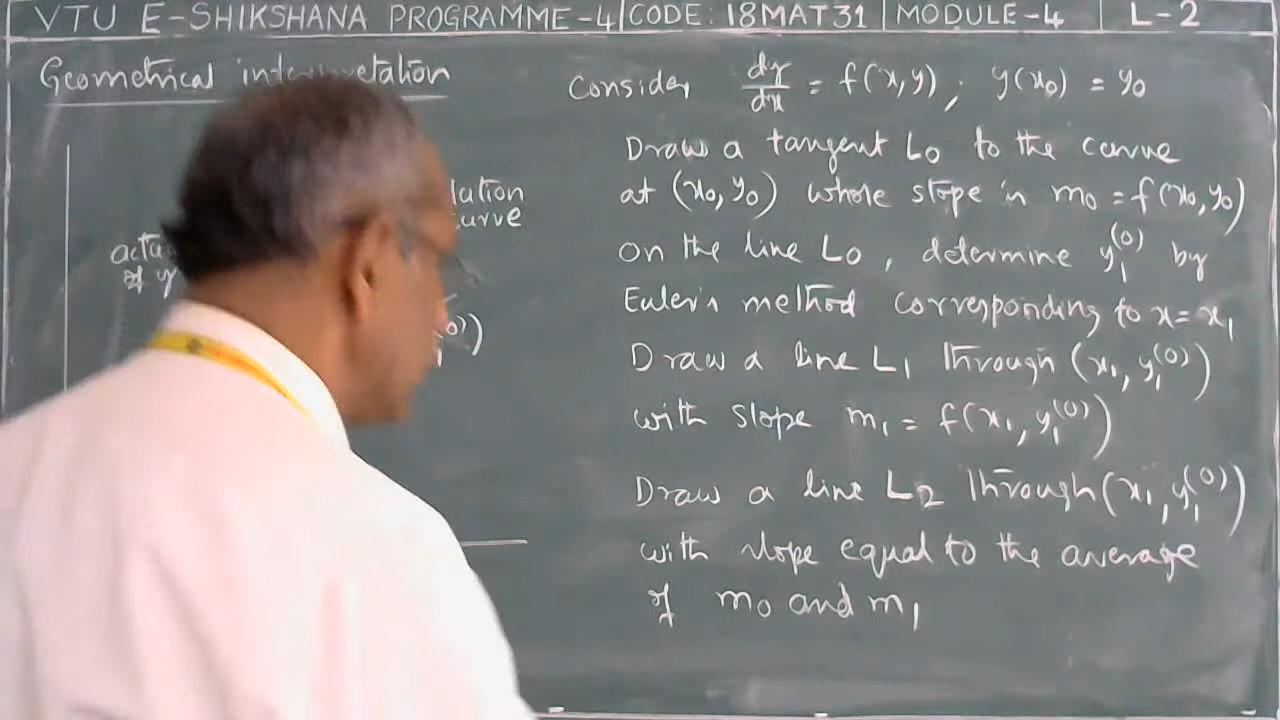 VTU E-SHIKSHANA PROGRAMME-4 | CODE: 18MAT31 | MODULE-4 | L-2
Geometrical interpretation
curve
of y
Consider dy/dx = f(x,y); y(x₀) = y₀
Draw a tangent L₀ to the curve
at (x₀, y₀) whose slope is m₀ = f(x₀, y₀)
on the line L₀, determine y₁⁽⁰⁾ by
Euler's method corresponding to x = x₁
Draw a line L₁ through (x₁, y₁⁽⁰⁾)
with slope m₁ = f(x₁, y₁⁽⁰⁾)
Draw a line L₂ through (x₁, y₁⁽⁰⁾)
with slope equal to the average
of m₀ and m₁